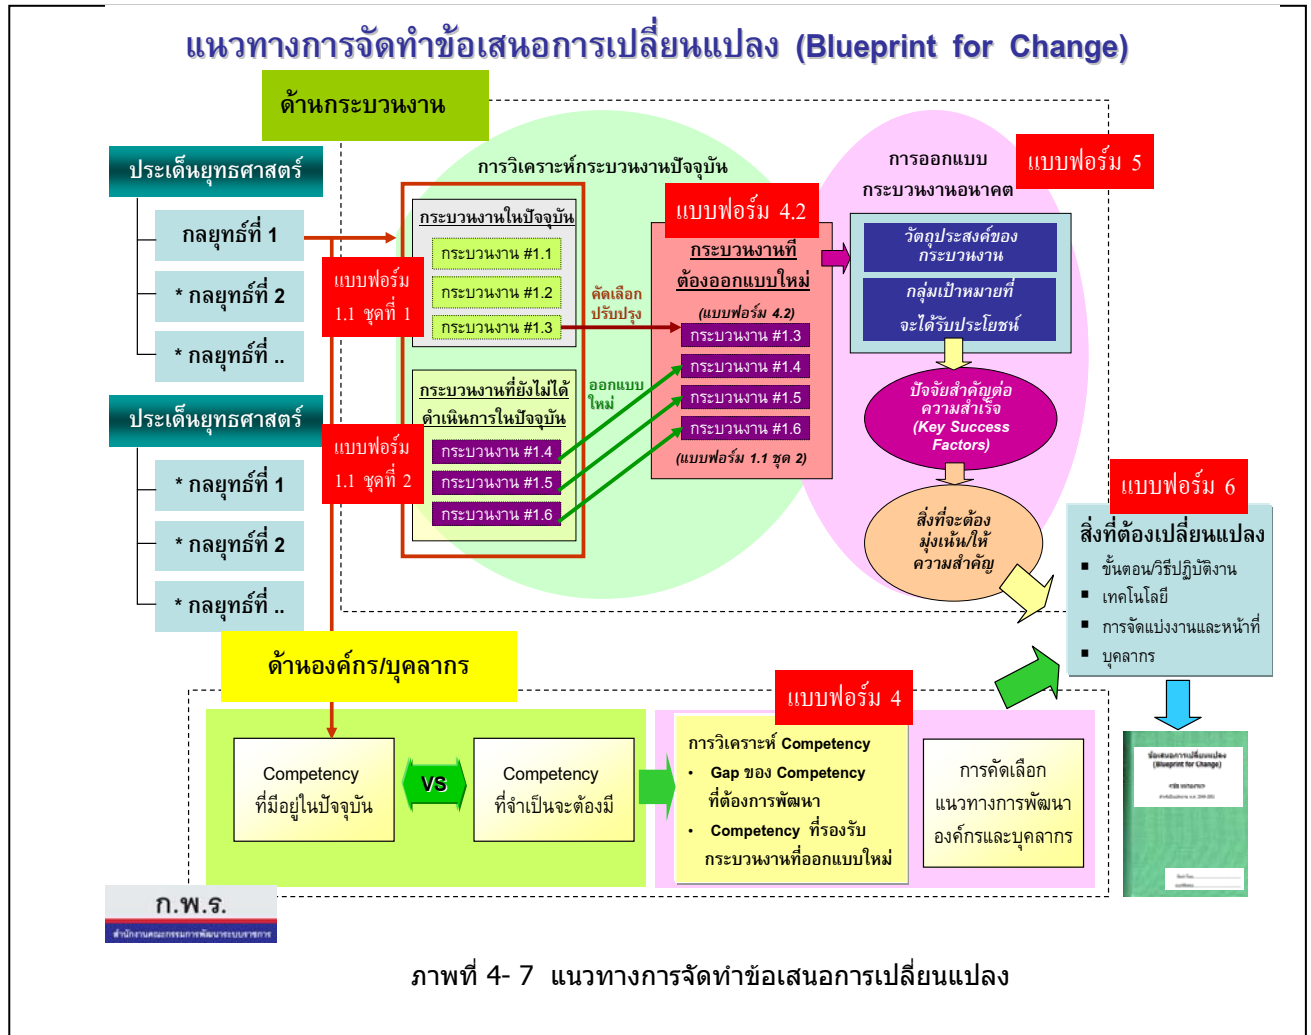 แนวทางการจัดทำข้อเสนอการเปลี่ยนแปลง (Blueprint for Change)
ด้านกระบวนงาน
ประเด็นยุทธศาสตร์
กลยุทธ์ที่ 1
* กลยุทธ์ที่ 2
* กลยุทธ์ที่ ..
ประเด็นยุทธศาสตร์
* กลยุทธ์ที่ 1
* กลยุทธ์ที่ 2
* กลยุทธ์ที่ ..
แบบฟอร์ม
1.1 ชุดที่ 1
แบบฟอร์ม
1.1 ชุดที่ 2
การวิเคราะห์กระบวนงานปัจจุบัน
กระบวนงานในปัจจุบัน
กระบวนงาน #1.1
กระบวนงาน #1.2
กระบวนงาน #1.3
กระบวนงานที่ยังไม่ได้
ดำเนินการในปัจจุบัน
กระบวนงาน #1.4
กระบวนงาน #1.5
กระบวนงาน #1.6
คัดเลือก
ปรับปรุง
ออกแบบ
ใหม่
แบบฟอร์ม 4.2
กระบวนงานที่
ต้องออกแบบใหม่
(แบบฟอร์ม 4.2)
กระบวนงาน #1.3
กระบวนงาน #1.4
กระบวนงาน #1.5
กระบวนงาน #1.6
(แบบฟอร์ม 1.1 ชุด 2)
การออกแบบ
กระบวนงานอนาคต
แบบฟอร์ม 5
วัตถุประสงค์ของ
กระบวนงาน
กลุ่มเป้าหมายที่
จะได้รับประโยชน์
ปัจจัยสำคัญต่อ
ความสำเร็จ
(Key Success
Factors)
สิ่งที่จะต้อง
มุ่งเน้น/ให้
ความสำคัญ
แบบฟอร์ม 6
สิ่งที่ต้องเปลี่ยนแปลง
▪ ขั้นตอน/วิธีปฏิบัติงาน
▪ เทคโนโลยี
▪ การจัดแบ่งงานและหน้าที่
▪ บุคลากร
ด้านองค์กร/บุคลากร
Competency
ที่มีอยู่ในปัจจุบัน
VS
Competency
ที่จำเป็นจะต้องมี
แบบฟอร์ม 4
การวิเคราะห์ Competency
• Gap ของ Competency
ที่ต้องการพัฒนา
• Competency ที่รองรับ
กระบวนงานที่ออกแบบใหม่
การคัดเลือก
แนวทางการพัฒนา
องค์กรและบุคลากร
ข้อเสนอการเปลี่ยนแปลง
(Blueprint for Change)
ก.พ.ร.
สำนักงานคณะกรรมการพัฒนาระบบราชการ
ภาพที่ 4- 7 แนวทางการจัดทำข้อเสนอการเปลี่ยนแปลง